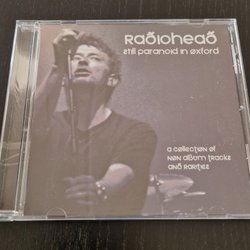 Radiohead
still paranoid in oxford
a collection of
non album tracks
and rarities